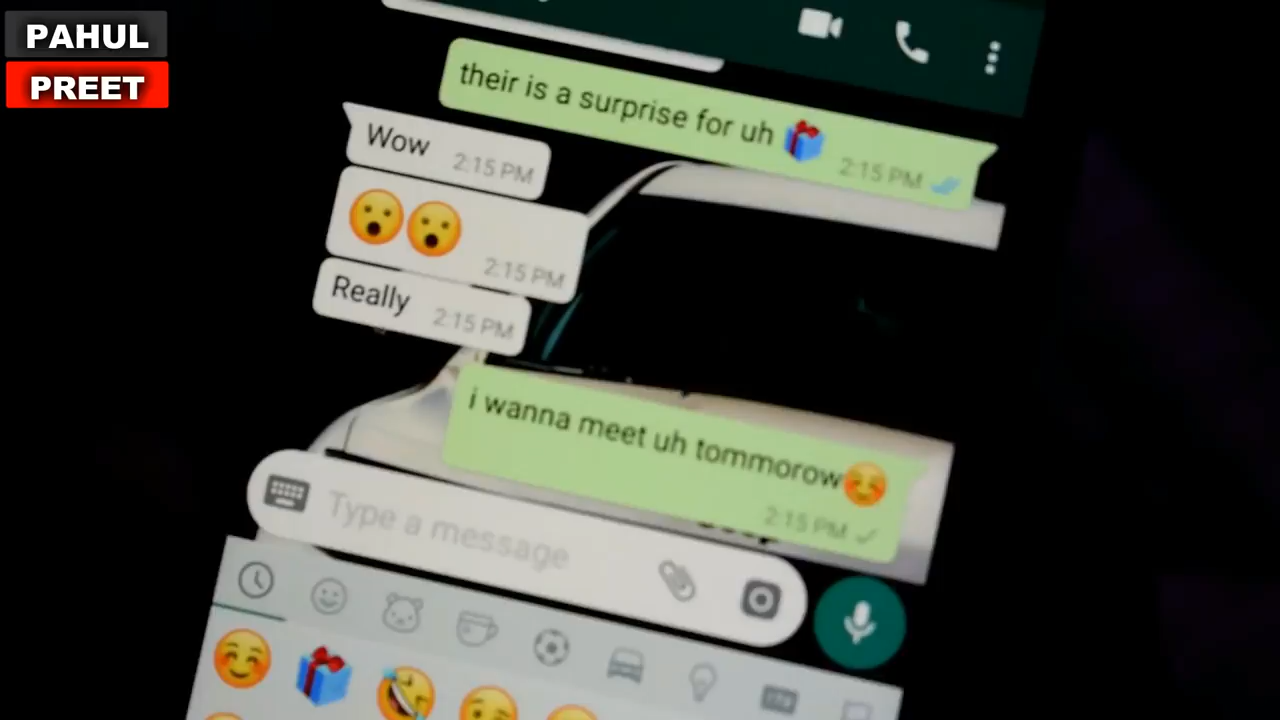 PAHUL
PREET
their is a surprise for uh 🎁
2:15 PM
Wow
2:15 PM
😮😮
2:15 PM
Really
2:15 PM
i wanna meet uh tommorow☺️
2:15 PM
Type a message